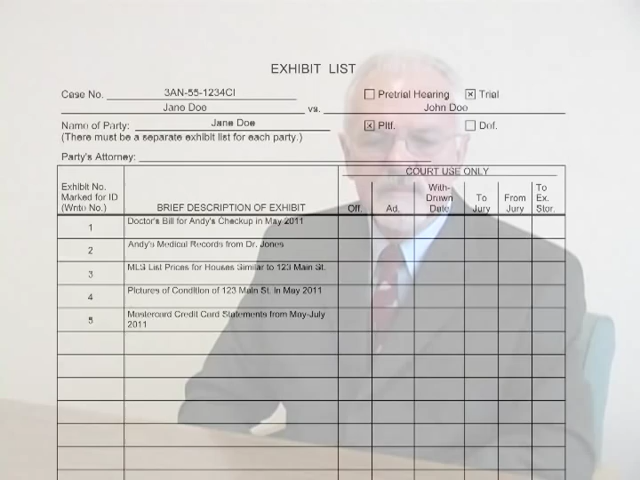 EXHIBIT LIST
Case No. 3AN-55-1234CI ☐ Pretrial Hearing ☒ Trial
Jane Doe vs. John Doe
Name of Party: Jane Doe ☒ Pltf. ☐ Def.
(There must be a separate exhibit list for each party.)
Party's Attorney:
COURT USE ONLY
Exhibit No. Marked for ID (Write No.) BRIEF DESCRIPTION OF EXHIBIT Off. Ad. With-Drawn Date To Jury From Jury To Ex. Stor.
1 Doctor's Bill for Andy's Checkup in May 2011
2 Andy's Medical Records from Dr. Jones
3 MLS List Prices for Houses Similar to 123 Main St.
4 Pictures of Condition of 123 Main St. In May 2011
5 Mastercard Credit Card Statements from May-July
2011